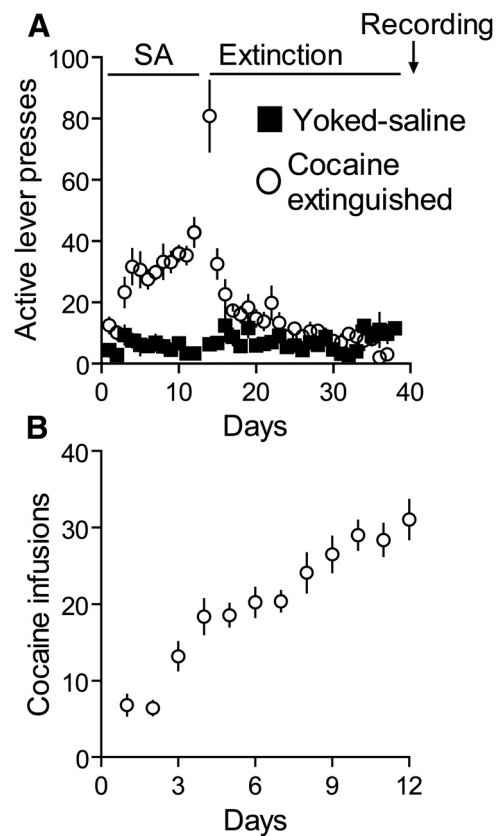 A
Recording
SA
Extinction
Active lever presses
100
80
60
40
20
0
Yoked-saline
Cocaine
extinguished
0 10 20 30 40
Days
B
Cocaine infusions
40
30
20
10
0
0 3 6 9 12
Days